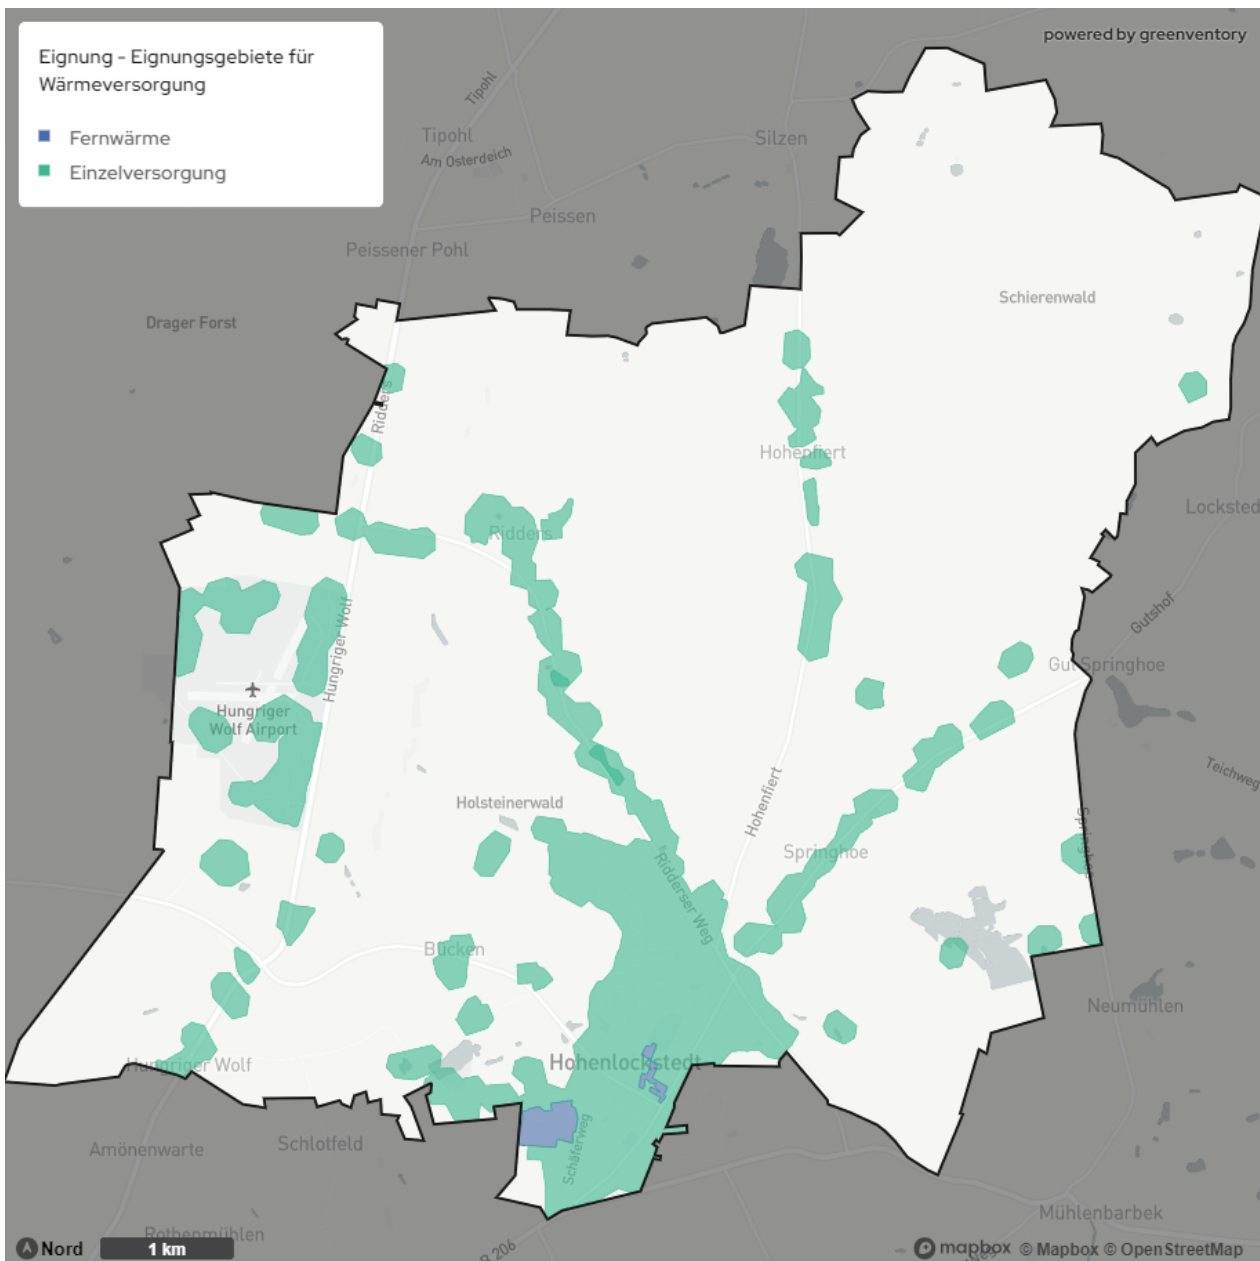 Eignung - Eignungsgebiete für
Wärmeversorgung
Fernwärme
Einzelversorgung
powered by greenventory
Tipohl
Tipohl
Am Osterdeich
Silzen
Peissen
Peissener Pohl
Drager Forst
Schierenwald
Ridders
Hohenfiert
Ridders
Gutshof
Hungriger Wolf
Gut Springhoe
Hungriger
Wolf Airport
Teichweg
Hohenfiert
Holsteinerwald
Springhoe
Springhoe
Ridderser Weg
Bücken
Neumühlen
Hohenlockstedt
Hungriger Wolf
Schäferweg
Amönenwarte
Schlotfeld
Mühlenbarbek
Rothenmühlen
B 206
Nord
1 km
mapbox © Mapbox © OpenStreetMap